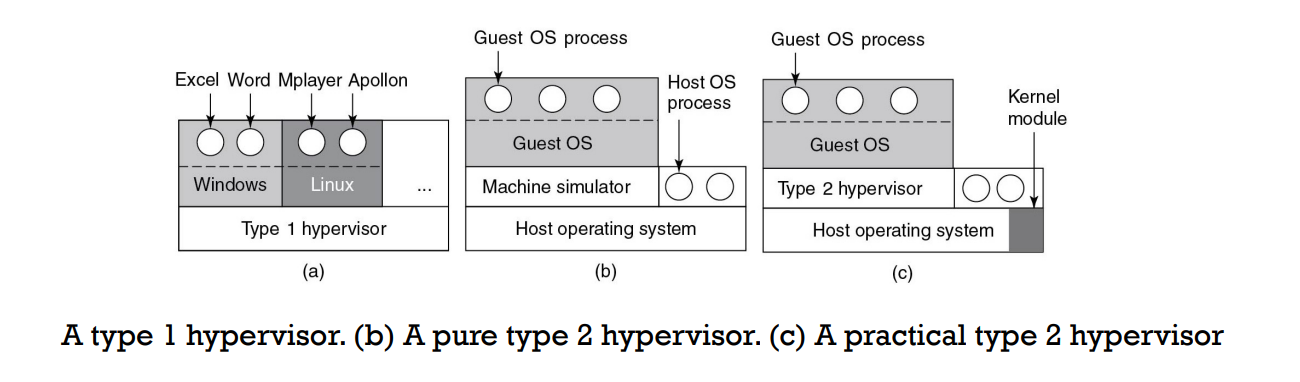 Excel Word Mplayer Apollon
Windows
Linux
...
Type 1 hypervisor
(a)
Guest OS process
Host OS
process
Guest OS
Machine simulator
Host operating system
(b)
Guest OS process
Kernel
module
Guest OS
Type 2 hypervisor
Host operating system
(c)
A type 1 hypervisor. (b) A pure type 2 hypervisor. (c) A practical type 2 hypervisor